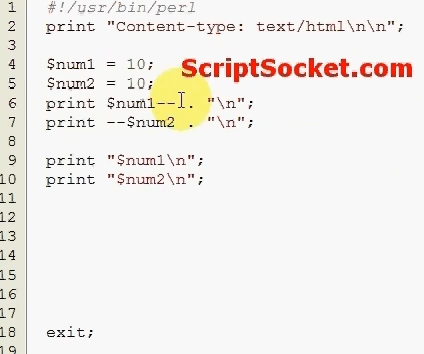 1 #!/usr/bin/perl
2 print "Content-type: text/html\n\n";
3
4 $num1 = 10;
ScriptSocket.com
5 $num2 = 10;
6 print $num1-- . "\n";
7 print --$num2 . "\n";
8
9 print "$num1\n";
10 print "$num2\n";
11
12
13
14
15
16
17
18 exit;
19